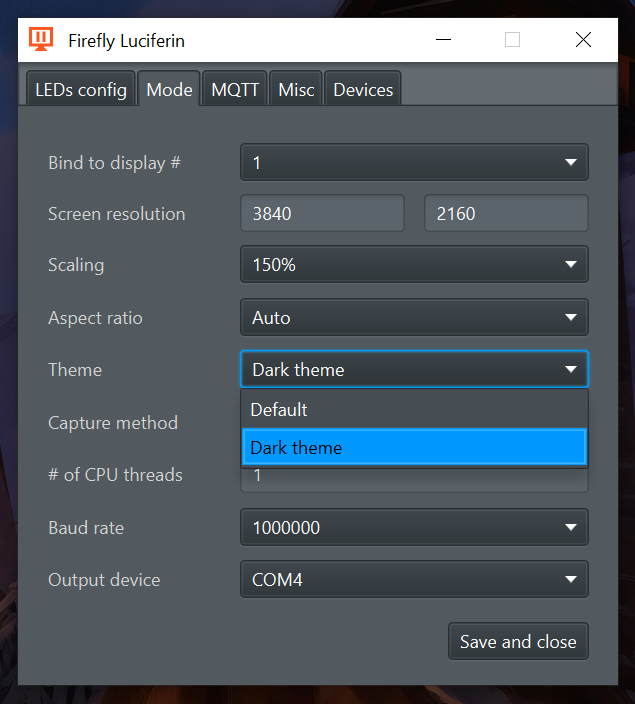 Firefly Luciferin
LEDs config Mode MQTT Misc Devices
Bind to display # 1
Screen resolution 3840 2160
Scaling 150%
Aspect ratio Auto
Theme Dark theme
Default
Capture method
Dark theme
# of CPU threads 1
Baud rate 1000000
Output device COM4
Save and close